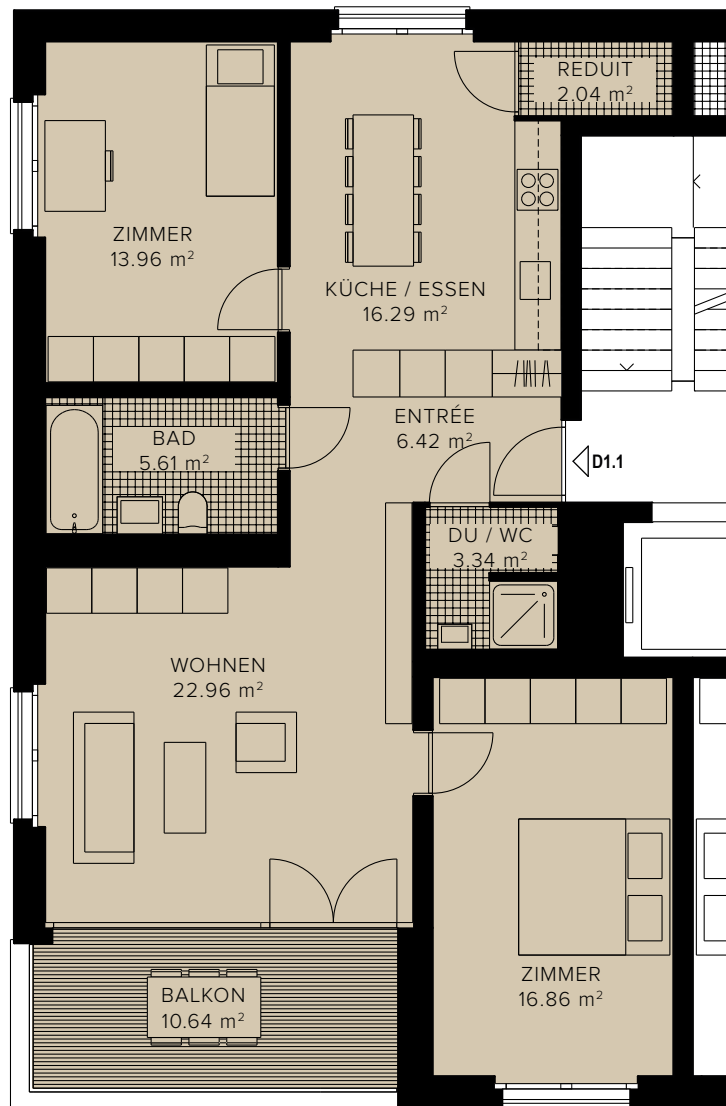 REDUIT
2.04 m²
ZIMMER
13.96 m²
KÜCHE / ESSEN
16.29 m²
ENTRÉE
6.42 m²
BAD
5.61 m²
D1.1
DU / WC
3.34 m²
WOHNEN
22.96 m²
ZIMMER
16.86 m²
BALKON
10.64 m²